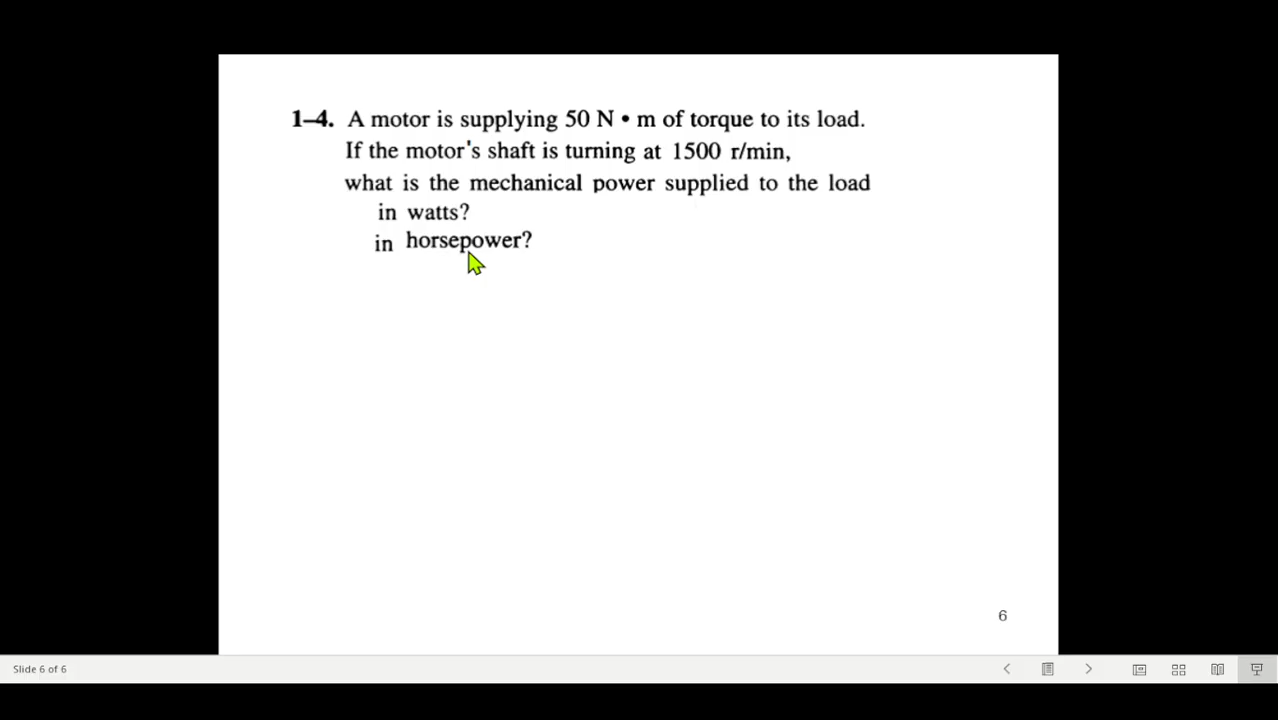 1–4. A motor is supplying 50 N • m of torque to its load.
If the motor's shaft is turning at 1500 r/min,
what is the mechanical power supplied to the load
in watts?
in horsepower?
6
Slide 6 of 6